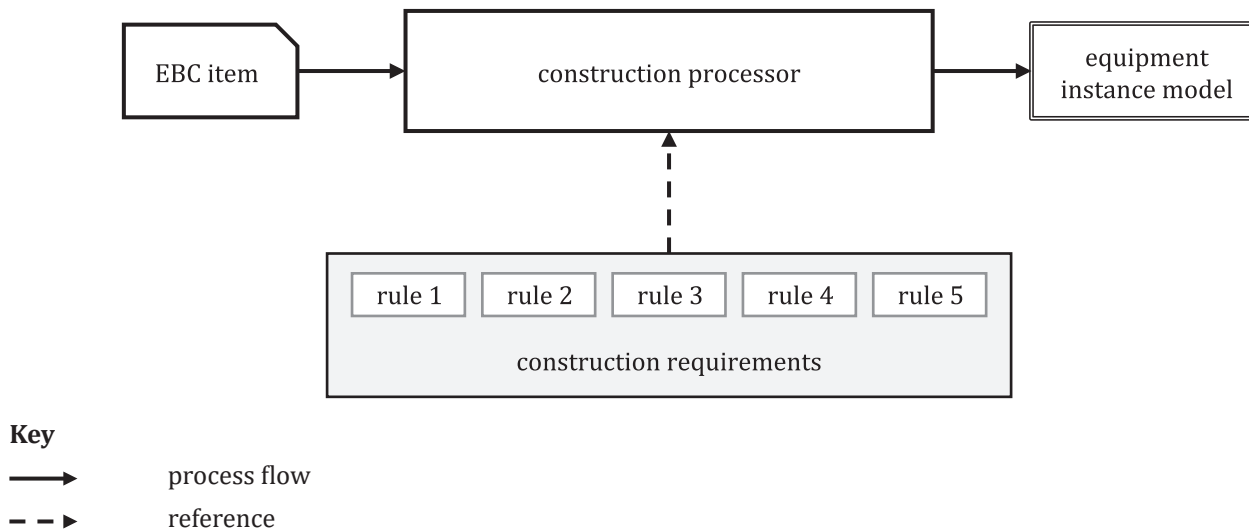 EBC item
construction processor
equipment
instance model
rule 1
rule 2
rule 3
rule 4
rule 5
construction requirements
Key
process flow
reference